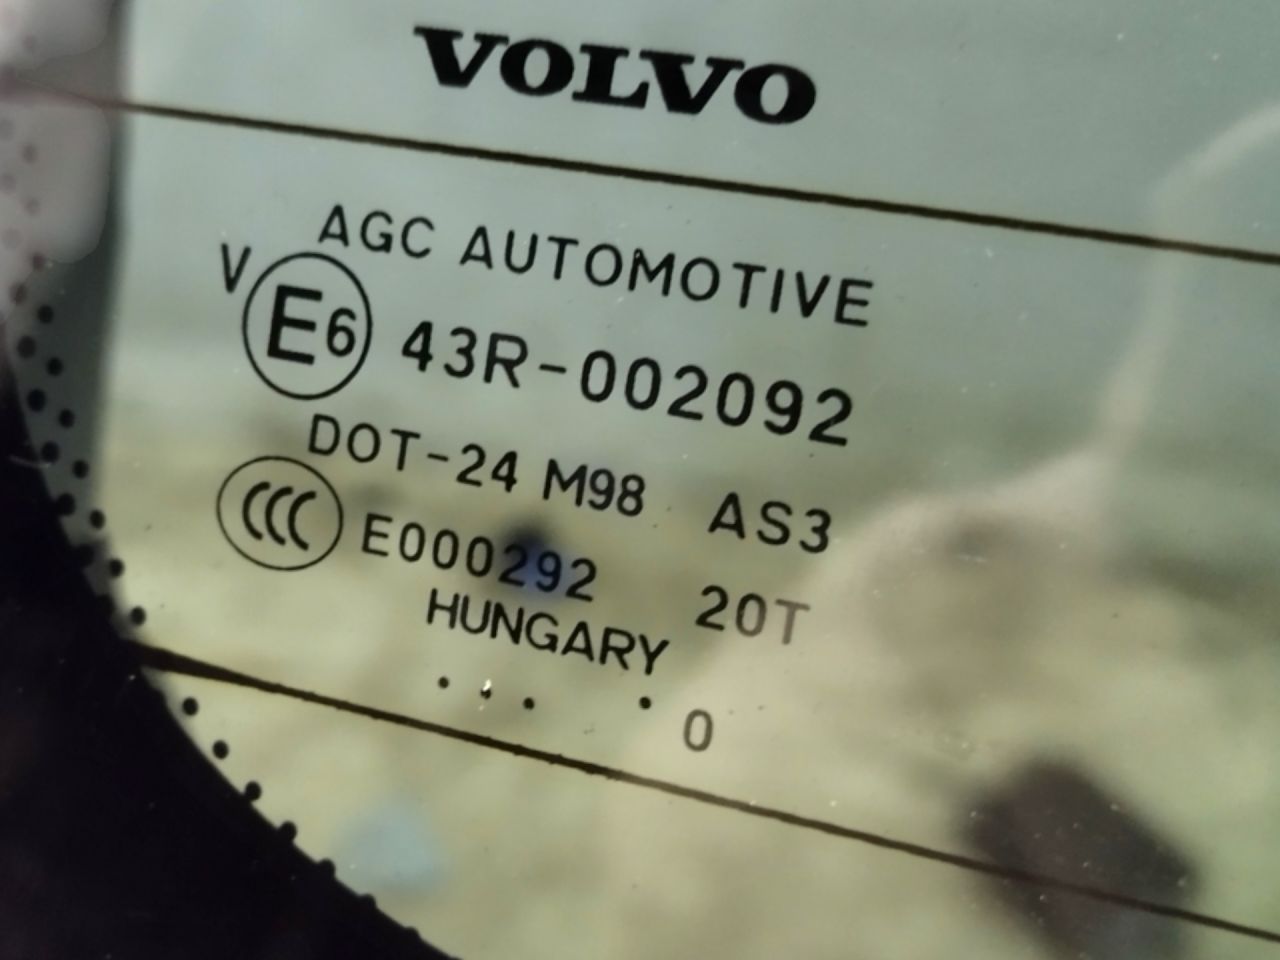 VOLVO
AGC AUTOMOTIVE
V E6 43R-002092
DOT-24 M98 AS3
CCC E000292 20T
HUNGARY
. . . . 0